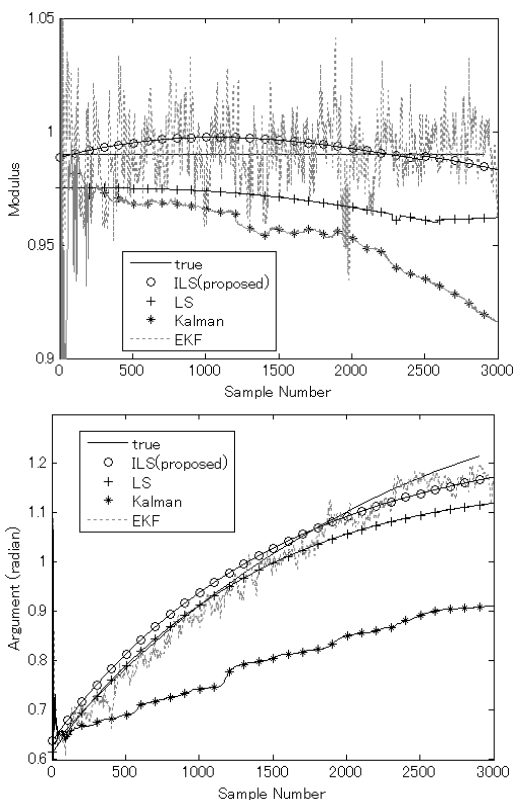 1.05
1
0.95
0.9
Modulus
true
ILS(proposed)
LS
Kalman
EKF
0 500 1000 1500 2000 2500 3000
Sample Number
1.2
1.1
1
0.9
0.8
0.7
0.6
Argument (radian)
true
ILS(proposed)
LS
Kalman
EKF
0 500 1000 1500 2000 2500 3000
Sample Number